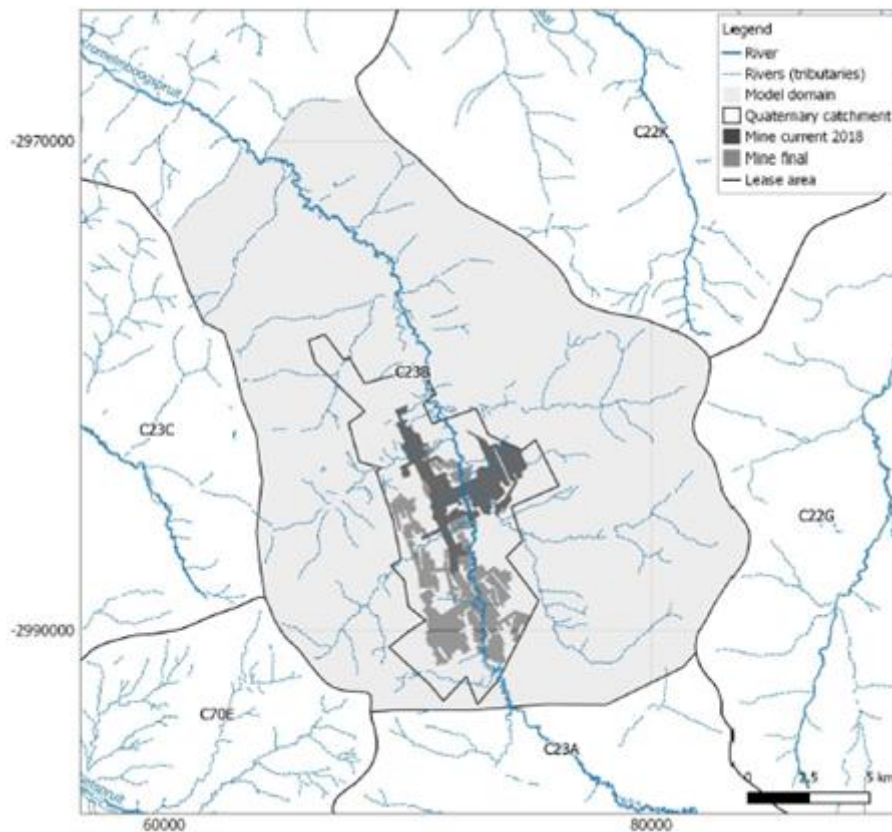 Legend
River
Rivers (tributaries)
Model domain
Quaternary catchment
Mine current 2018
Mine final
Lease area
-2970000
C22K
C23B
C23C
C22G
-2990000
C70E
C23A
0 2,5 5 km
60000
80000